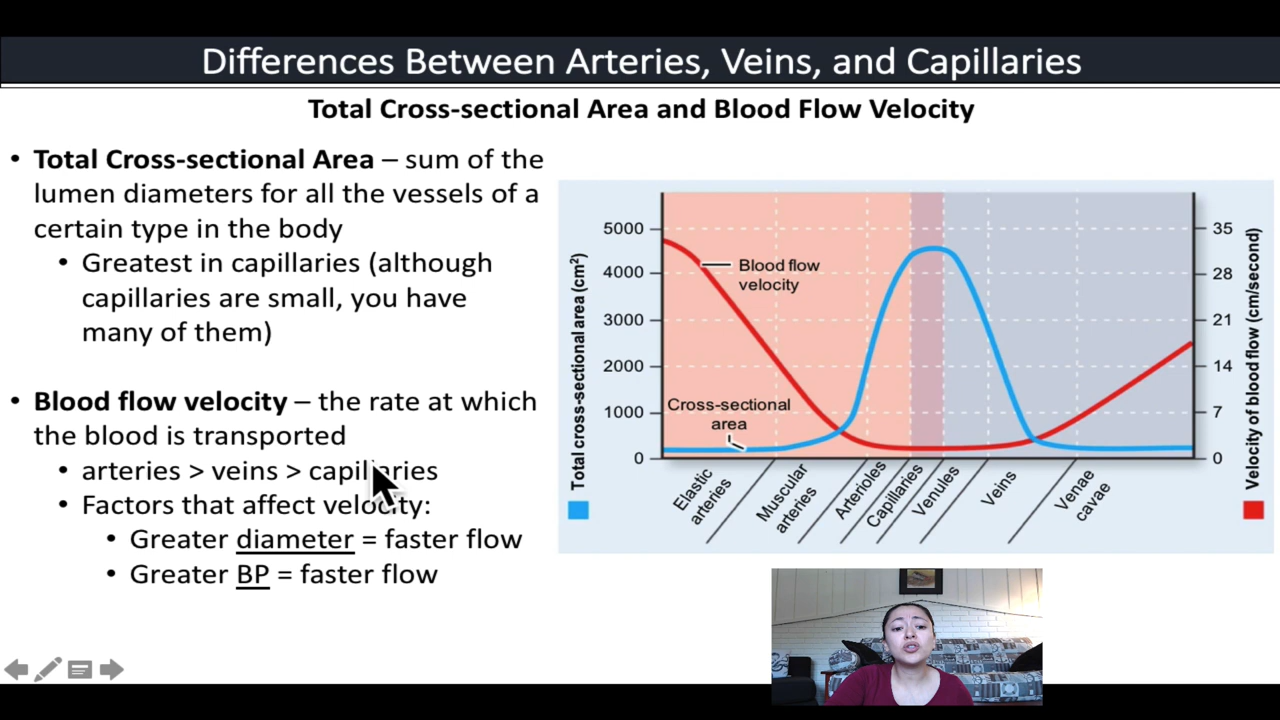 Differences Between Arteries, Veins, and Capillaries
Total Cross-sectional Area and Blood Flow Velocity
• Total Cross-sectional Area – sum of the
lumen diameters for all the vessels of a
certain type in the body
• Greatest in capillaries (although
capillaries are small, you have
many of them)
• Blood flow velocity – the rate at which
the blood is transported
• arteries > veins > capillaries
• Factors that affect velocity:
• Greater diameter = faster flow
• Greater BP = faster flow
Total cross-sectional area (cm²)
5000
4000
3000
2000
1000
0
Blood flow
velocity
Cross-sectional
area
35
28
21
14
7
0
Velocity of blood flow (cm/second)
Elastic
arteries
Muscular
arteries
Arterioles
Capillaries
Venules
Veins
Venae
cavae